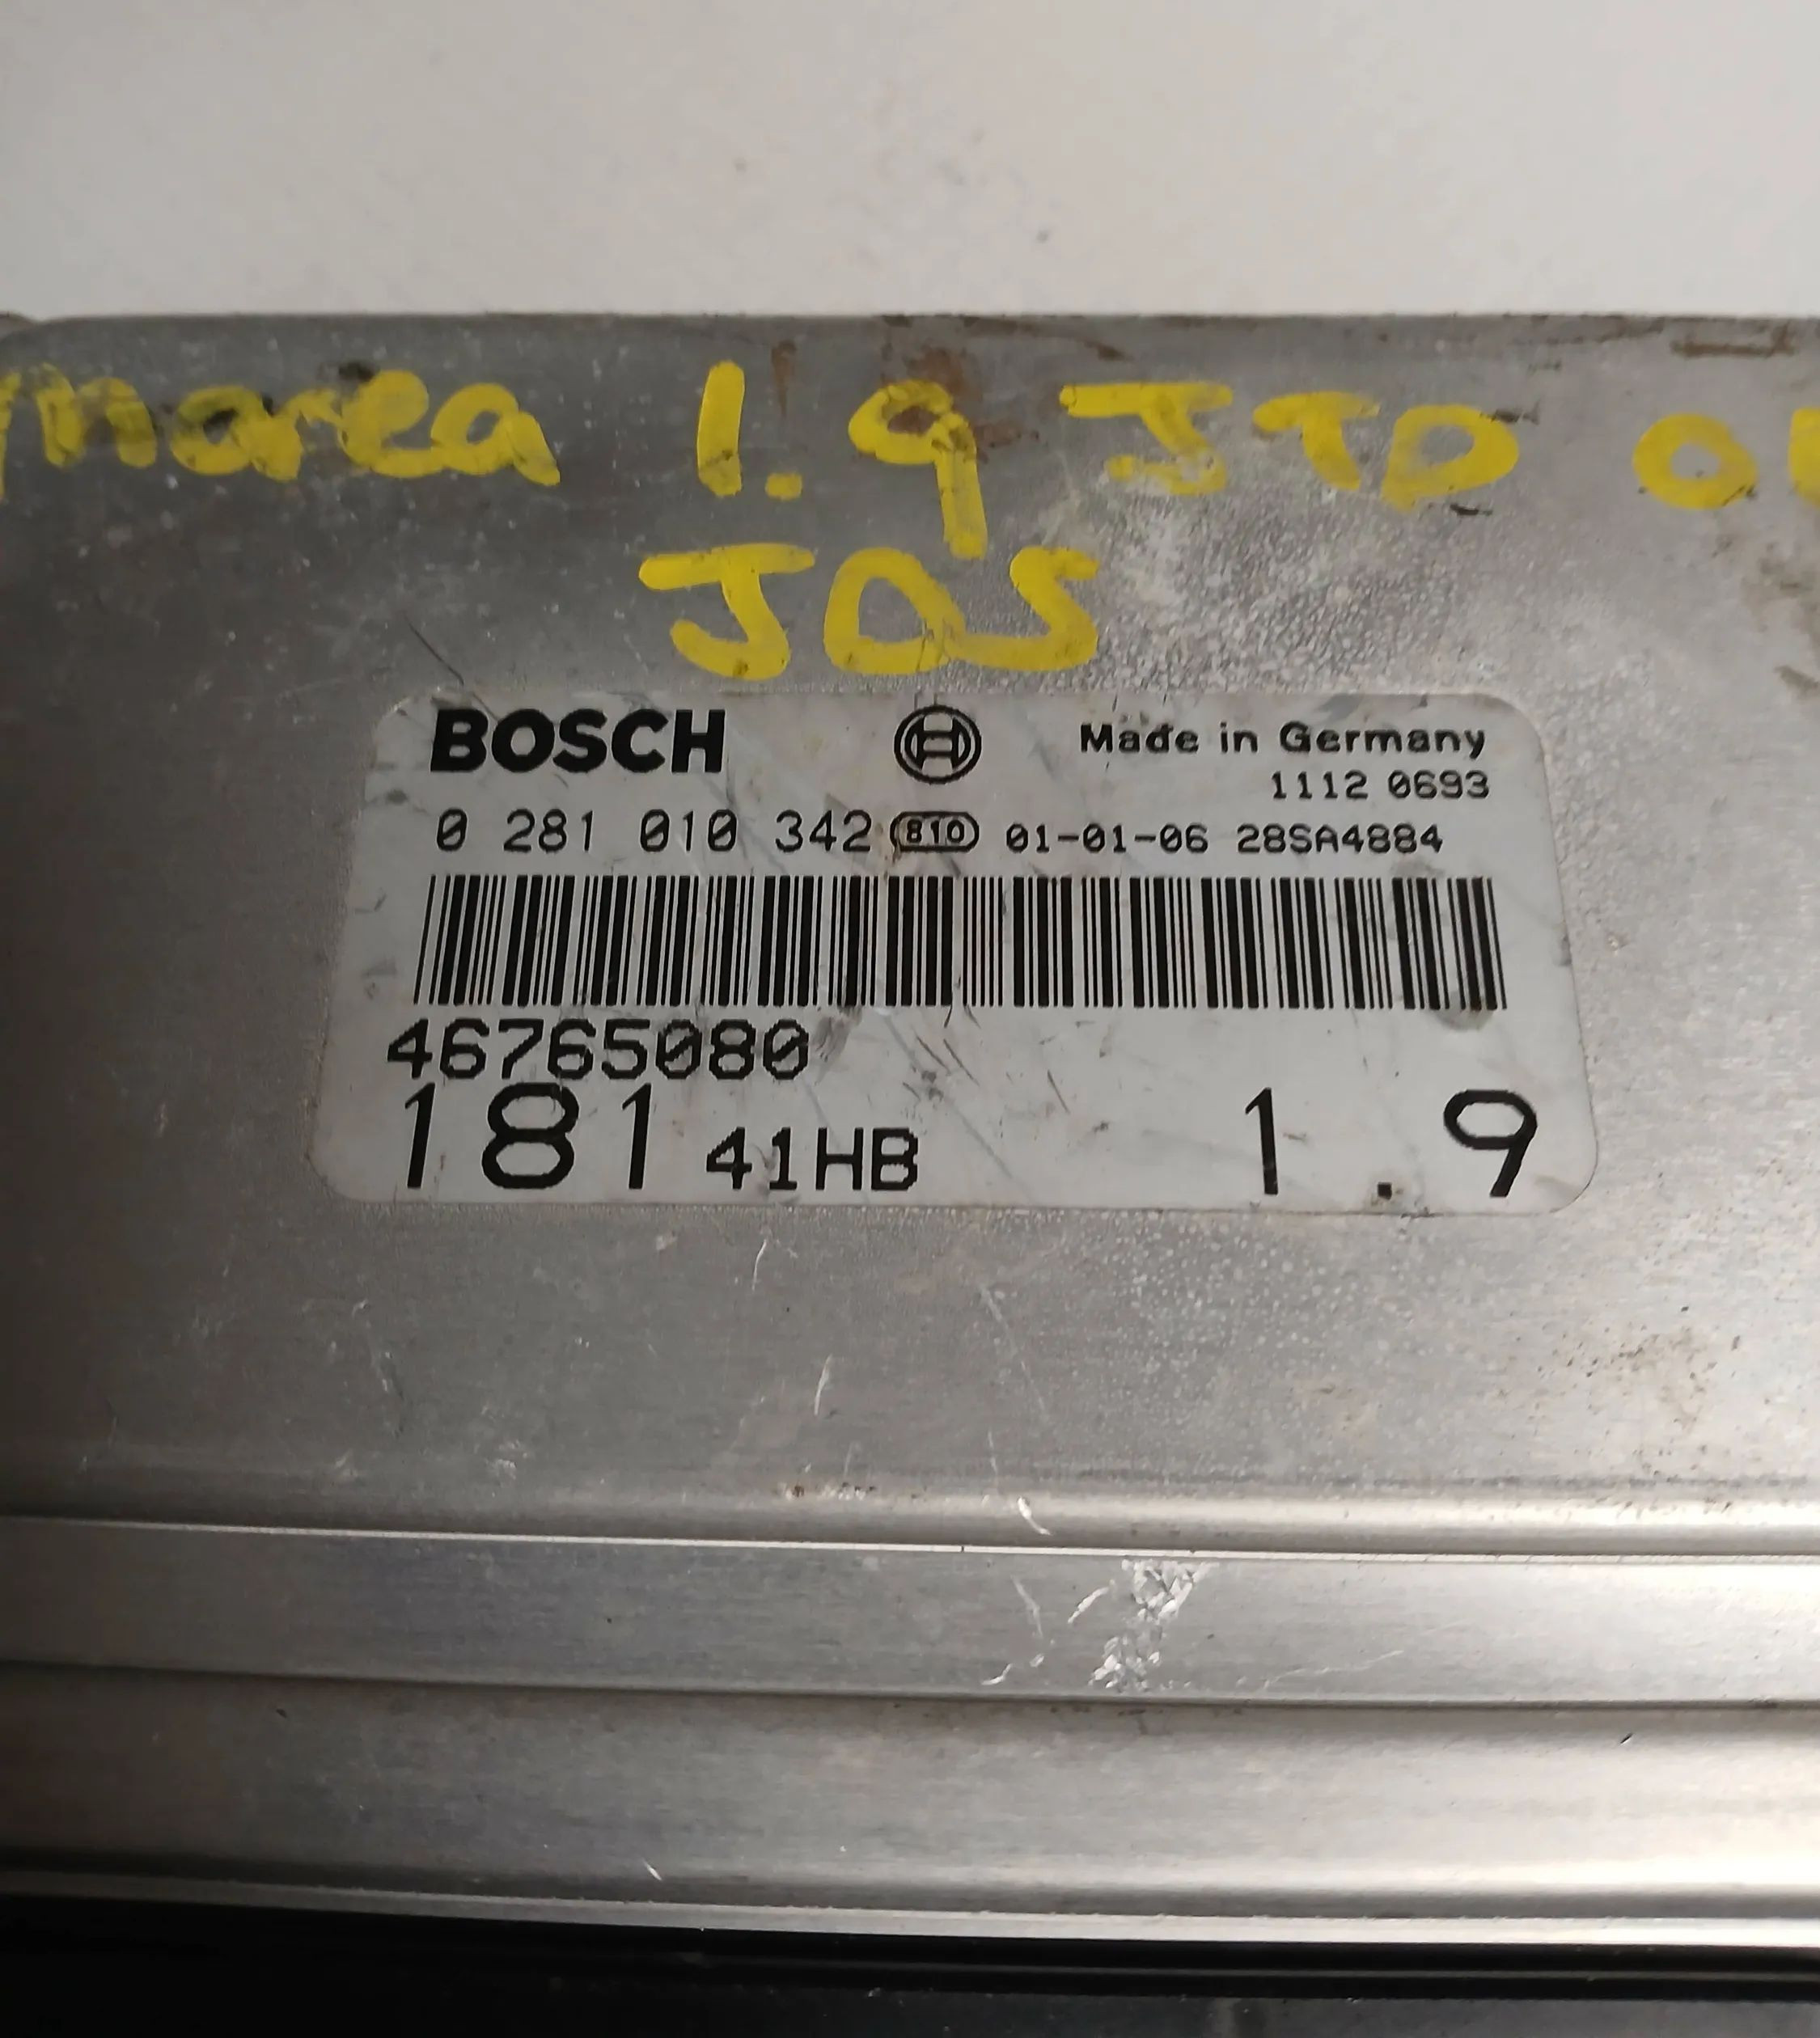 marea 1.9 JTD
JOS
BOSCH Made in Germany
1112 0693
0 281 010 342 810 01-01-06 28SA4884
46765080
181 41HB 1.9